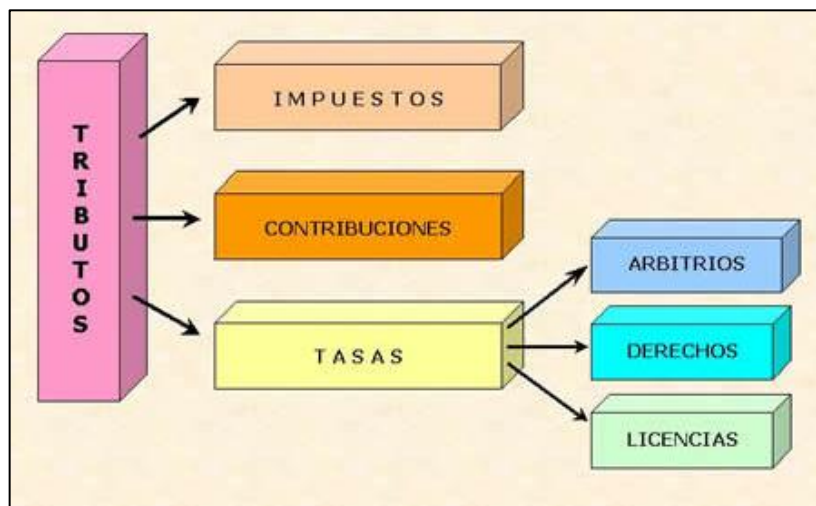 TRIBUTOS
IMPUESTOS
CONTRIBUCIONES
TASAS
ARBITRIOS
DERECHOS
LICENCIAS